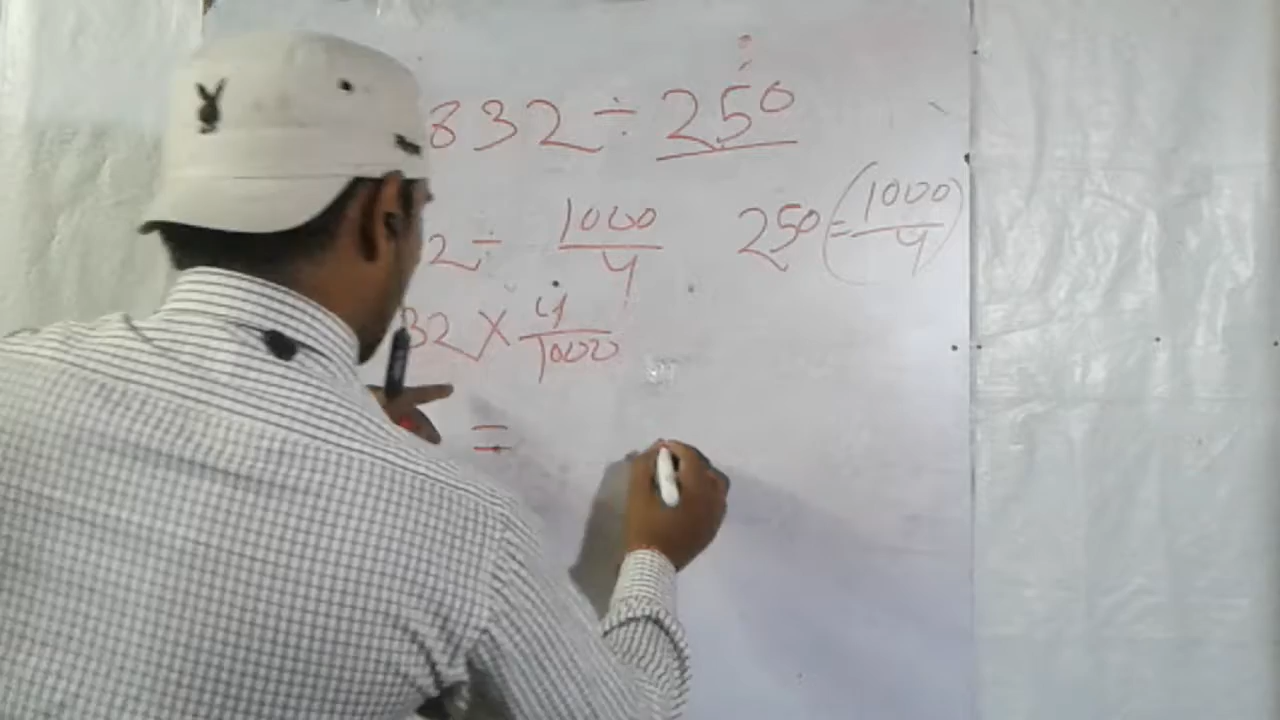 832 ÷ 250
2 ÷ 1000/4 250 = (1000/4)
32 X 4/1000
=